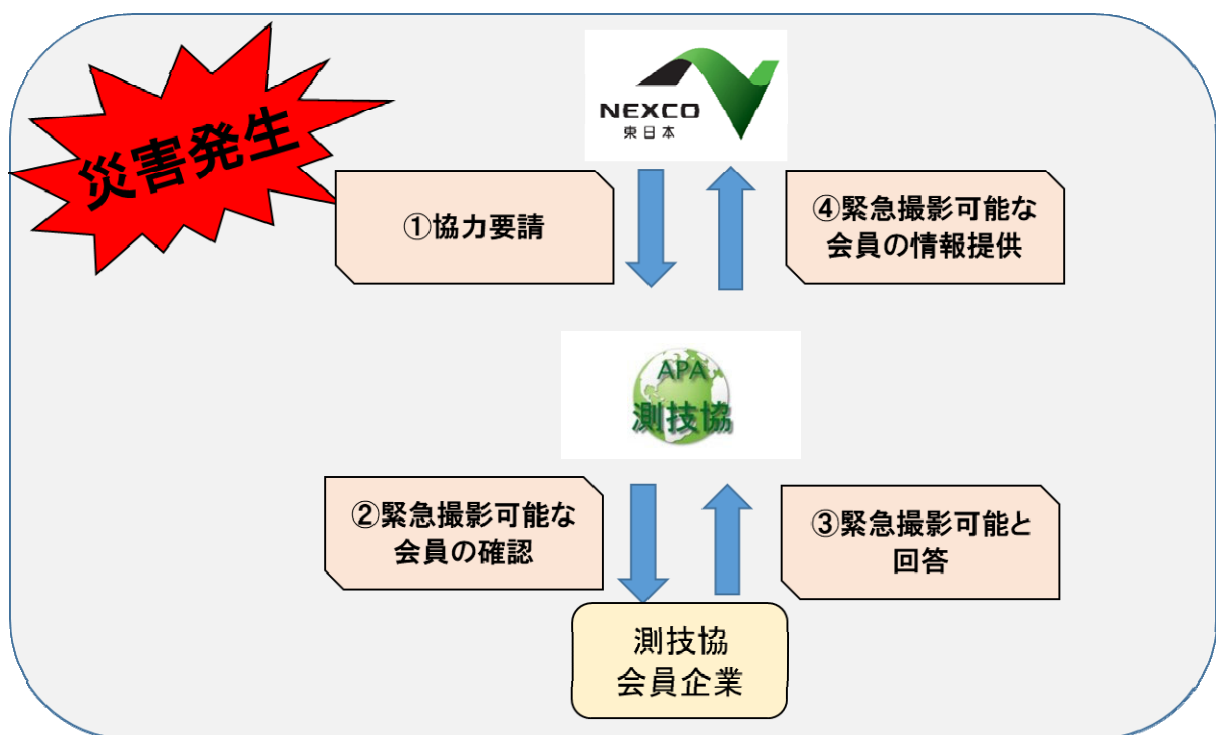 災害発生
NEXCO
東日本
①協力要請
④緊急撮影可能な
会員の情報提供
APA
測技協
②緊急撮影可能な
会員の確認
③緊急撮影可能と
回答
測技協
会員企業